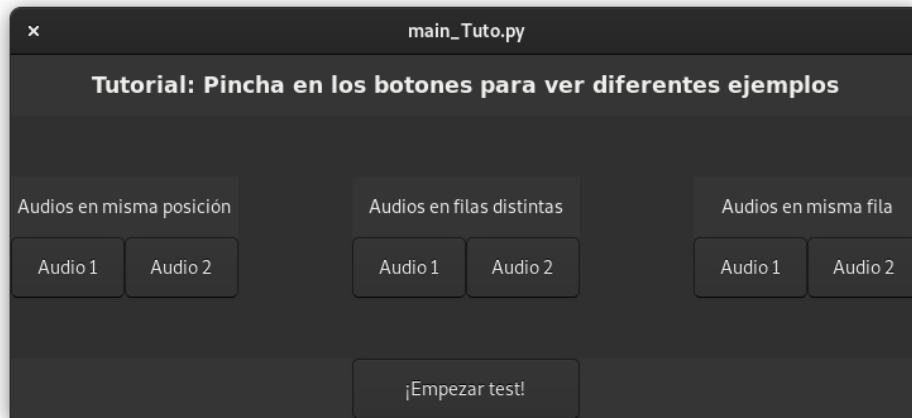 main_Tuto.py
Tutorial: Pincha en los botones para ver diferentes ejemplos
Audios en misma posición Audios en filas distintas Audios en misma fila
Audio 1 Audio 2 Audio 1 Audio 2 Audio 1 Audio 2
¡Empezar test!